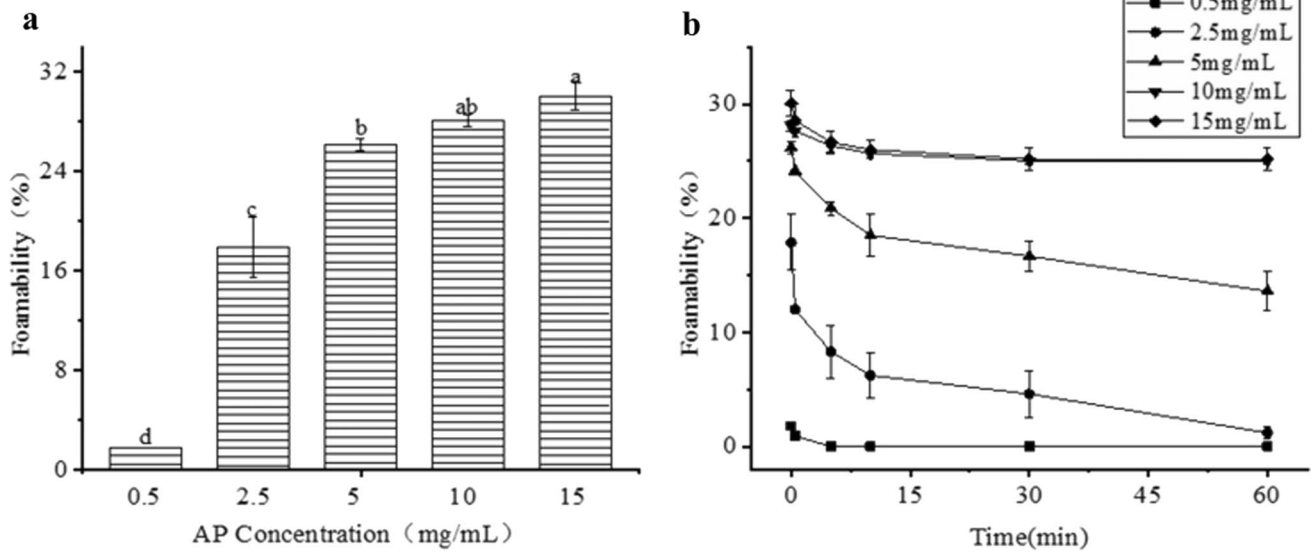 a
Foamability (%)
32
24
16
8
0
d
c
b
ab
a
0.5
2.5
5
10
15
AP Concentration (mg/mL)
b
0.5mg/mL
2.5mg/mL
5mg/mL
10mg/mL
15mg/mL
Foamability (%)
30
20
10
0
0
15
30
45
60
Time(min)